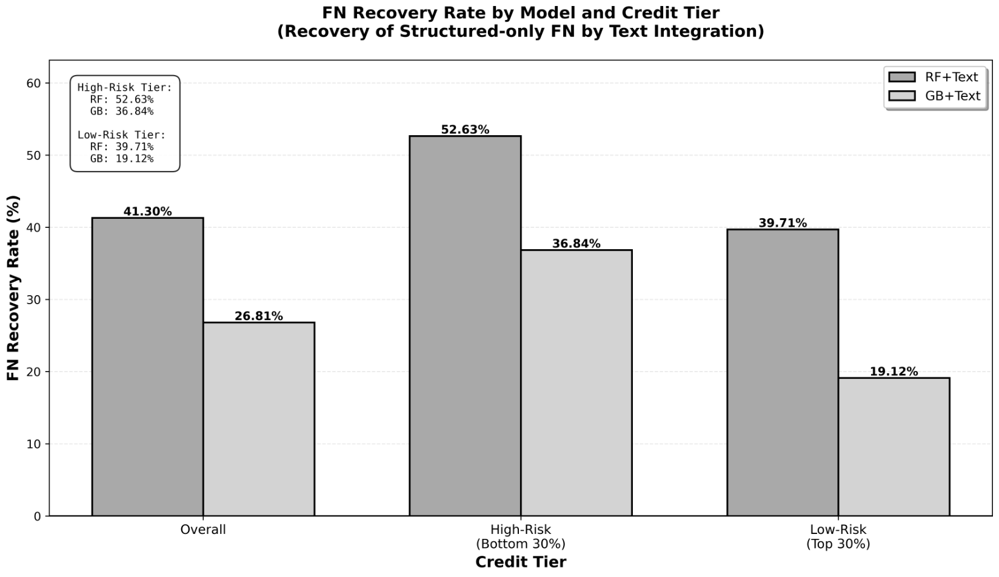 FN Recovery Rate by Model and Credit Tier
(Recovery of Structured-only FN by Text Integration)
High-Risk Tier:
RF: 52.63%
GB: 36.84%
Low-Risk Tier:
RF: 39.71%
GB: 19.12%
RF+Text
GB+Text
FN Recovery Rate (%)
60
50
40
30
20
10
0
41.30%
26.81%
52.63%
36.84%
39.71%
19.12%
Overall
High-Risk
(Bottom 30%)
Low-Risk
(Top 30%)
Credit Tier